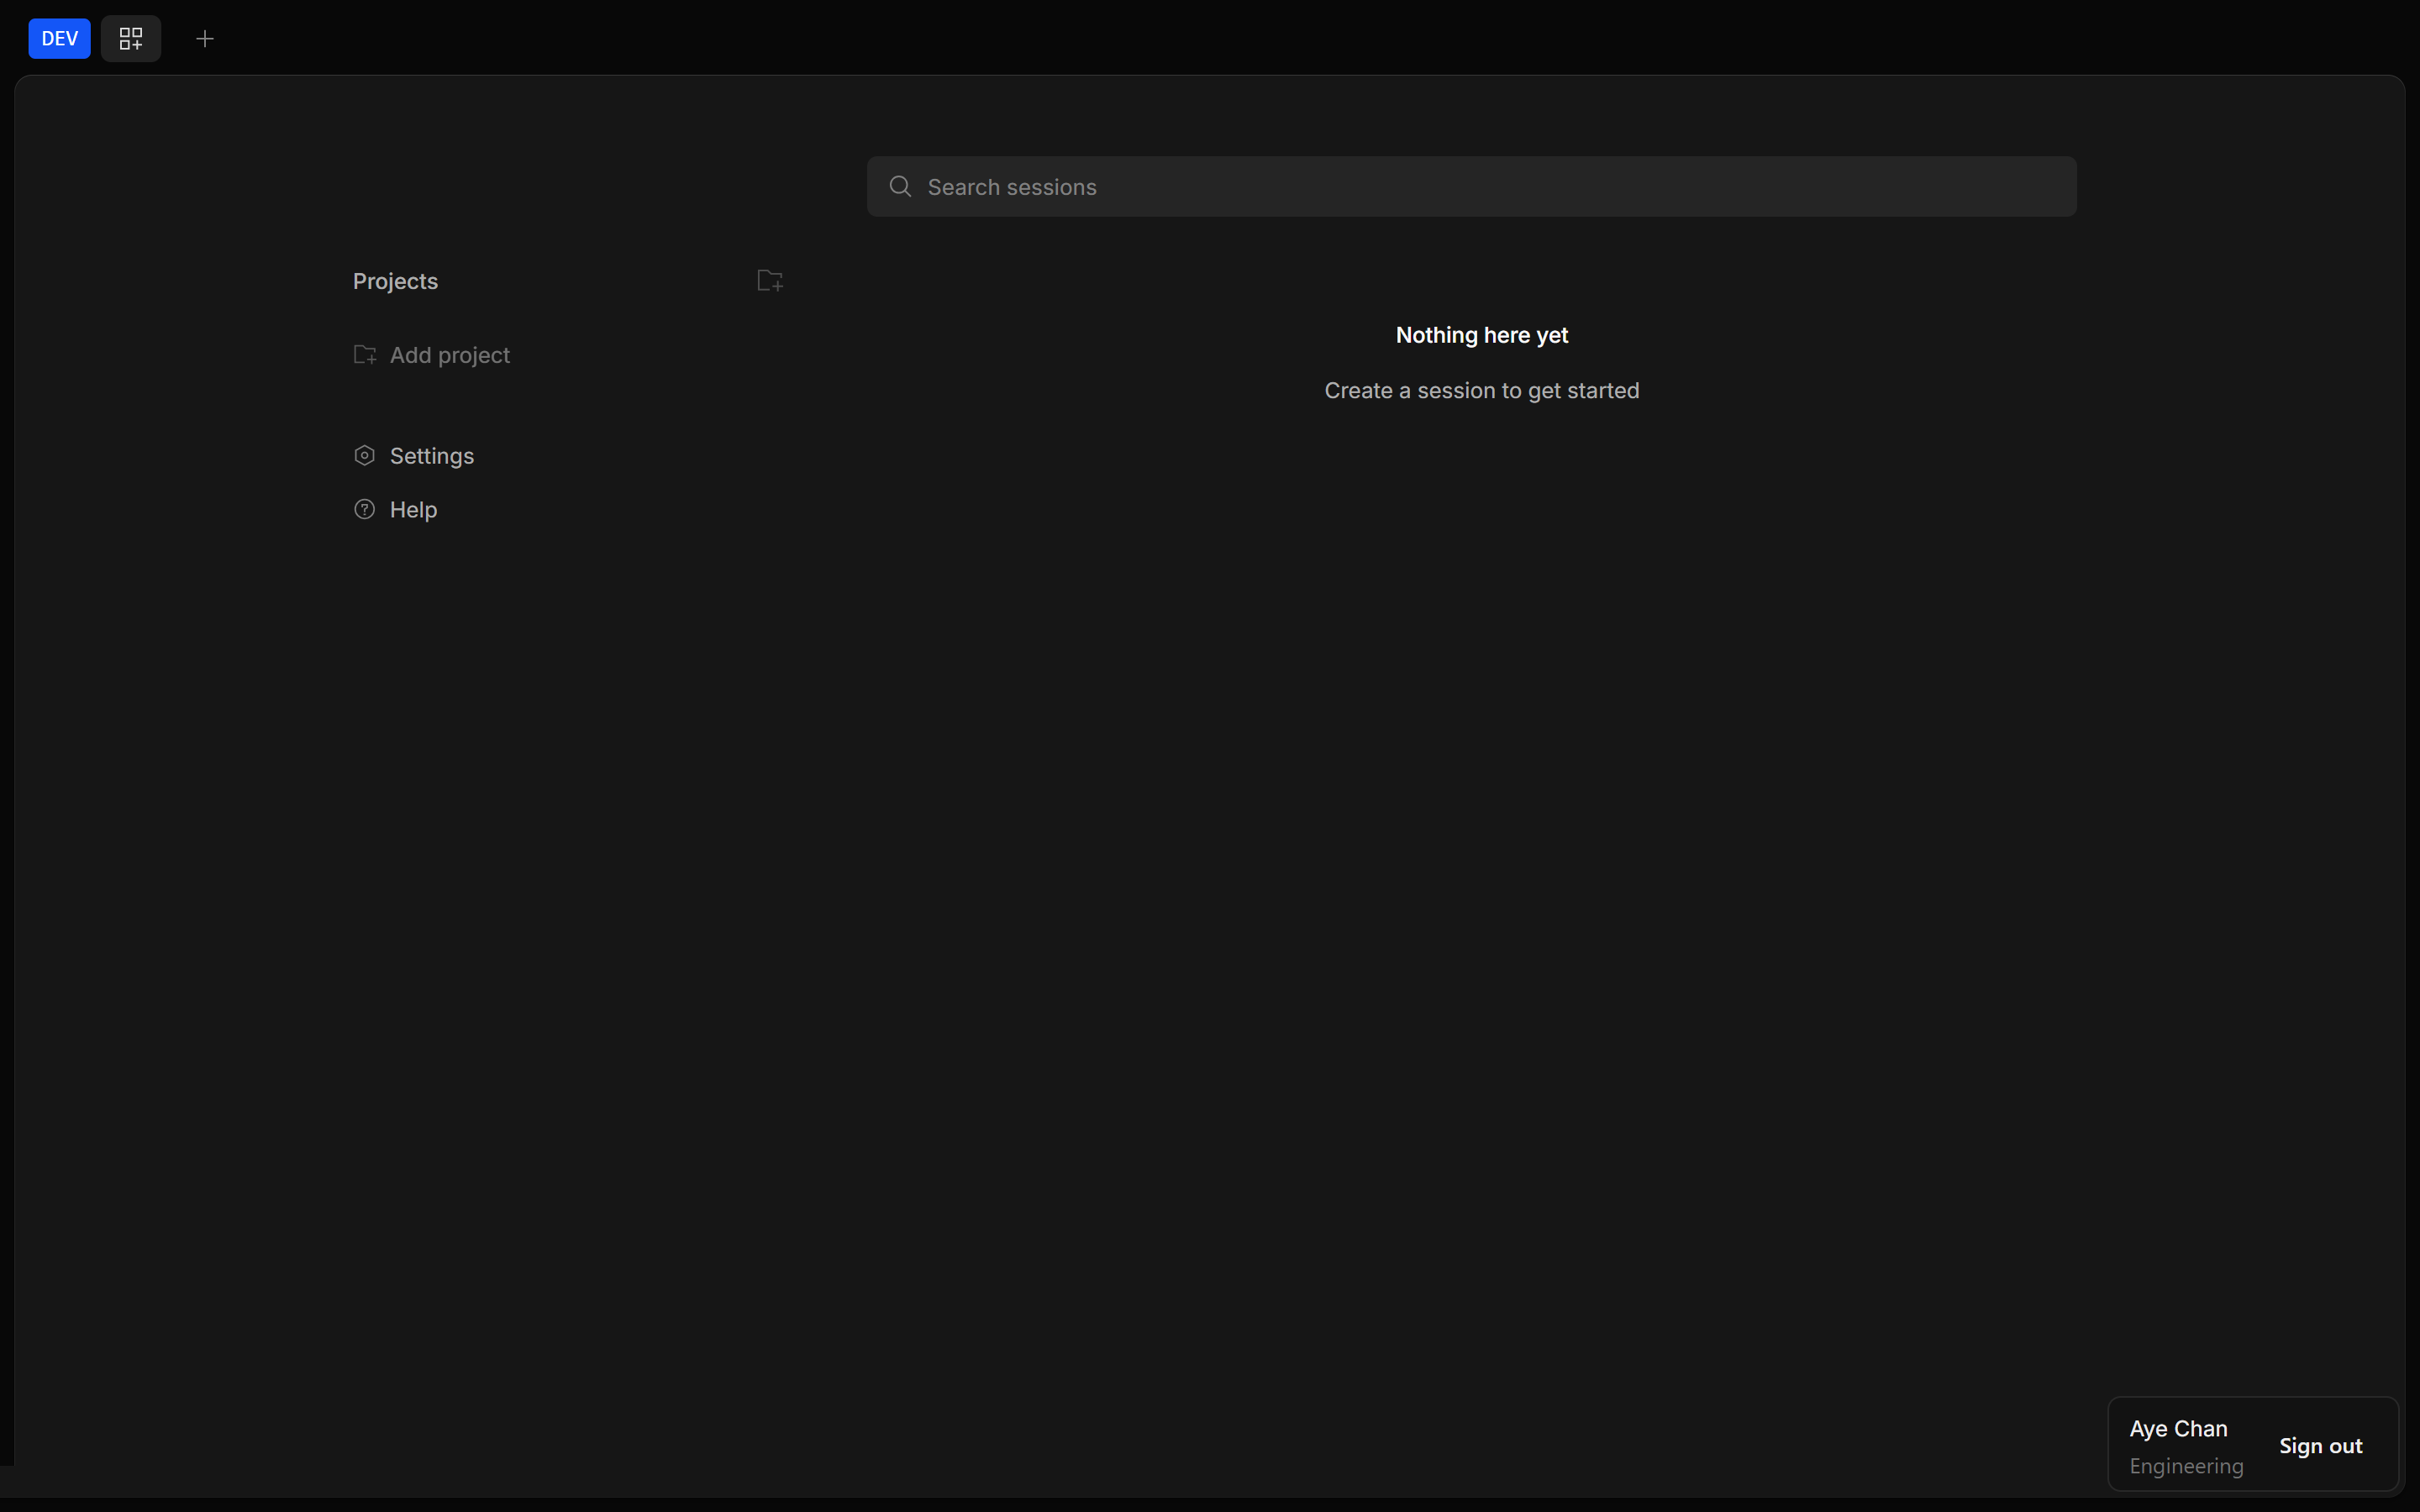 DEV
Search sessions
Projects
Add project
Settings
Help
Nothing here yet
Create a session to get started
Aye Chan
Engineering
Sign out